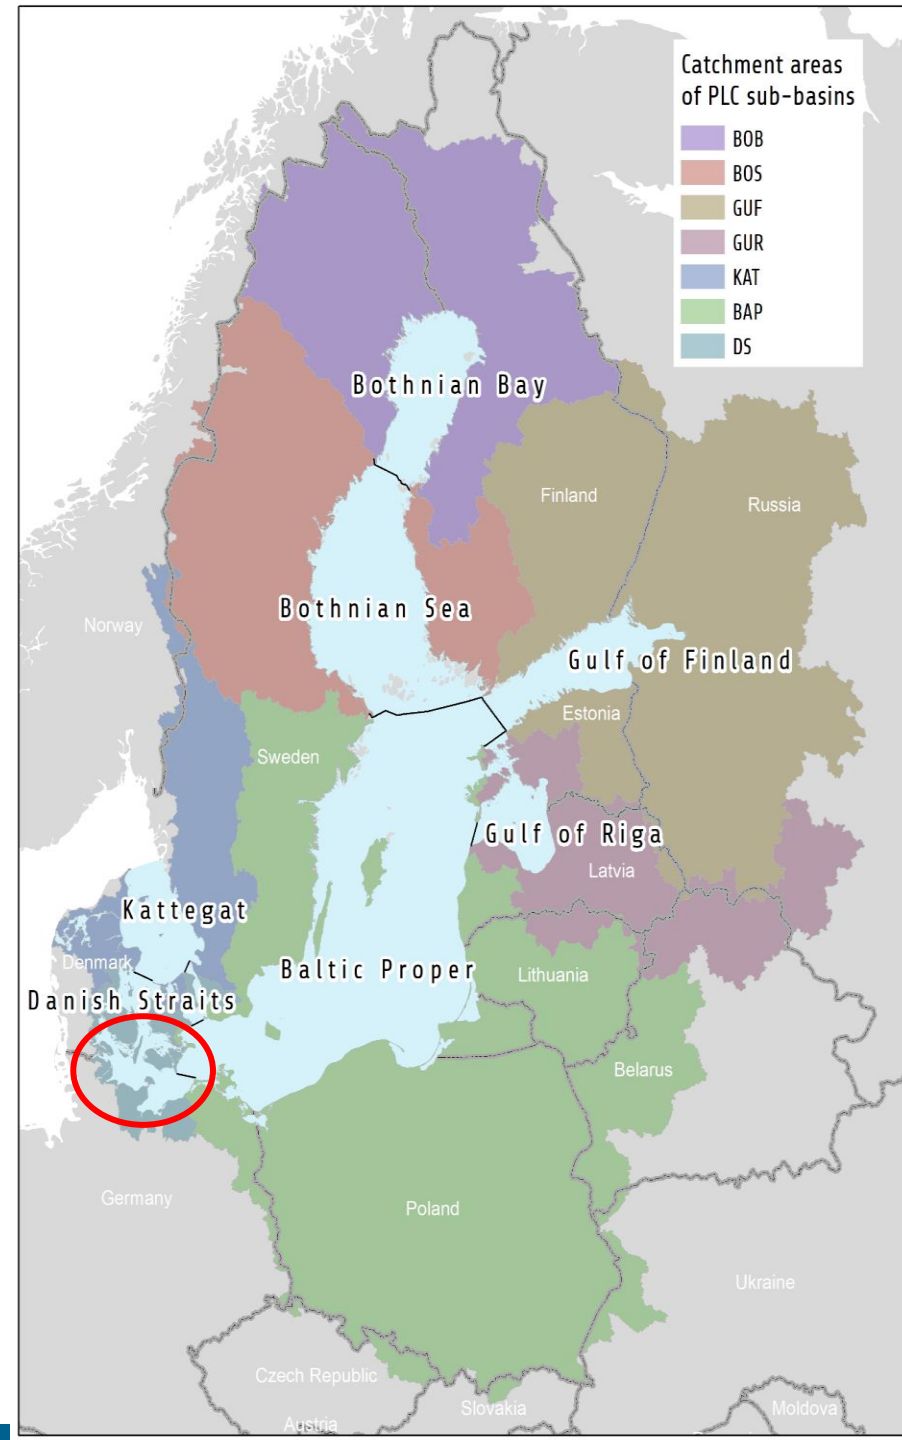 Catchment areas
of PLC sub-basins
BOB
BOS
GUF
GUR
KAT
BAP
DS
Bothnian Bay
Finland
Russia
Bothnian Sea
Norway
Gulf of Finland
Estonia
Sweden
Gulf of Riga
Latvia
Kattegat
Denmark
Baltic Proper
Lithuania
Danish Straits
Belarus
Germany
Poland
Ukraine
Czech Republic
Slovakia
Moldova
Austria